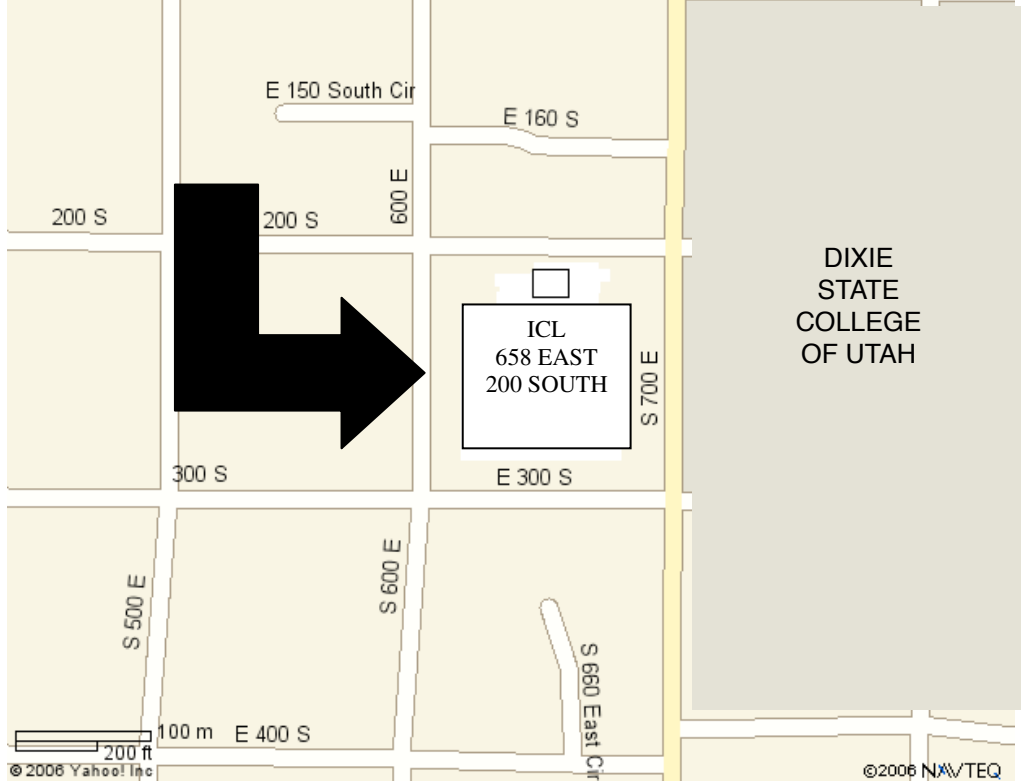 E 150 South Cir
E 160 S
600 E
200 S
200 S
DIXIE
STATE
COLLEGE
OF UTAH
ICL
658 EAST
200 SOUTH
S 700 E
300 S
E 300 S
S 500 E
S 600 E
S 660 East Cir
100 m
E 400 S
200 ft
© 2006 Yahoo! Inc
©2006 NAVTEQ